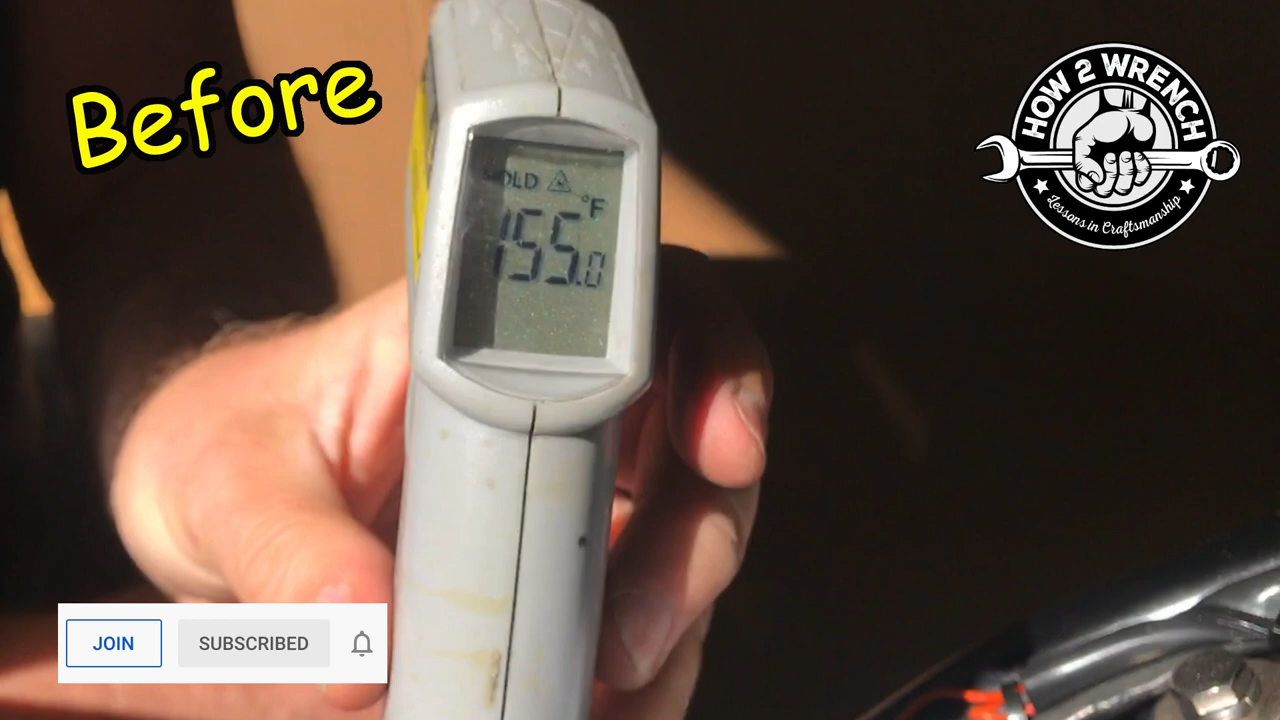 Before
HOW 2 WRENCH
Lessons in Craftsmanship
HOLD
°F
155.0
JOIN
SUBSCRIBED